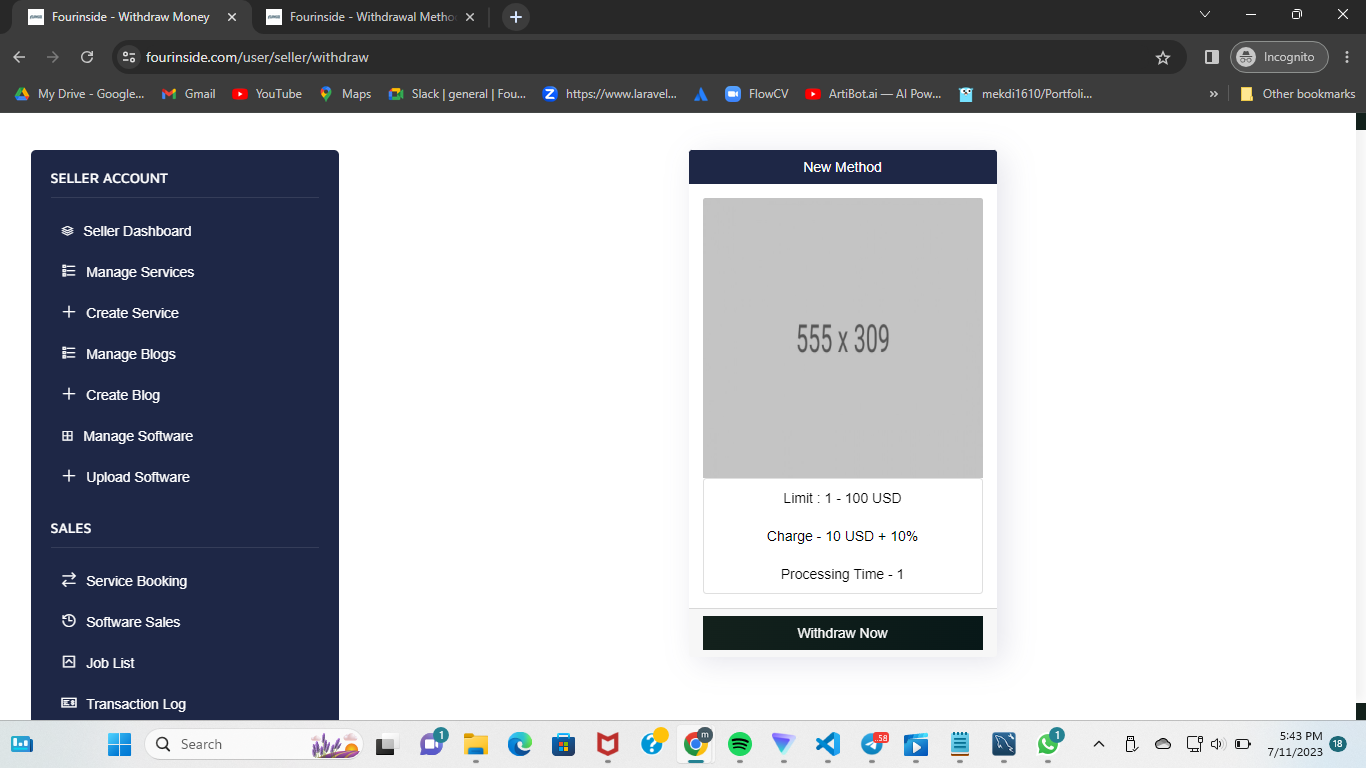 Fourinside - Withdraw Money
Fourinside - Withdrawal Metho
fourinside.com/user/seller/withdraw
Incognito
My Drive - Google...
Gmail
YouTube
Maps
Slack | general | Fou...
https://www.laravel...
FlowCV
ArtiBot.ai — AI Pow...
mekdi1610/Portfoli...
»
Other bookmarks
SELLER ACCOUNT
Seller Dashboard
Manage Services
Create Service
Manage Blogs
Create Blog
Manage Software
Upload Software
SALES
Service Booking
Software Sales
Job List
Transaction Log
New Method
555 x 309
Limit : 1 - 100 USD
Charge - 10 USD + 10%
Processing Time - 1
Withdraw Now
Search
1
m
58
1
5:43 PM
7/11/2023
18